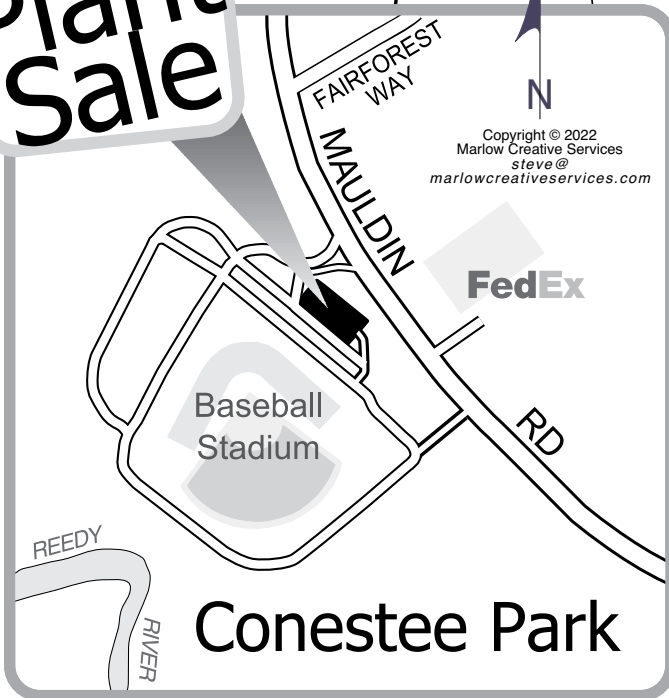 Plant
Sale
FAIRFOREST
WAY
N
Copyright © 2022
Marlow Creative Services
steve@
marlowcreativeservices.com
MAULDIN
FedEx
Baseball
Stadium
RD
REEDY
RIVER
Conestee Park